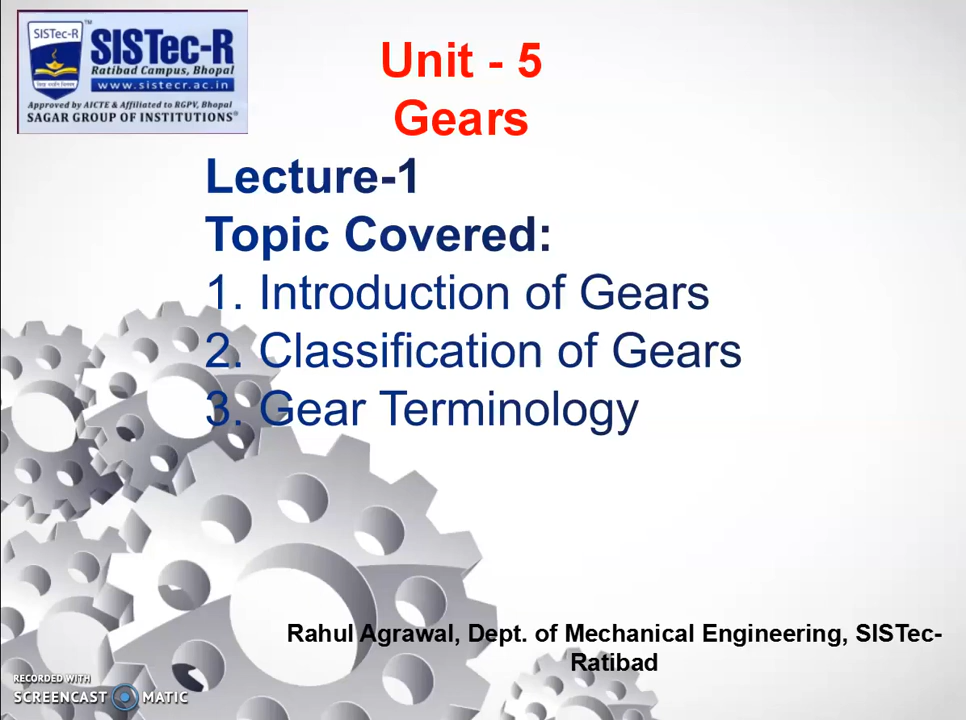 SISTec-R
TM
SISTec-R
Ratibad Campus, Bhopal
www.sistecr.ac.in
Approved by AICTE & Affiliated to RGPV, Bhopal
SAGAR GROUP OF INSTITUTIONS®
Unit - 5
Gears
Lecture-1
Topic Covered:
1. Introduction of Gears
2. Classification of Gears
3. Gear Terminology
Rahul Agrawal, Dept. of Mechanical Engineering, SISTec-
Ratibad
RECORDED WITH
SCREENCAST MATIC